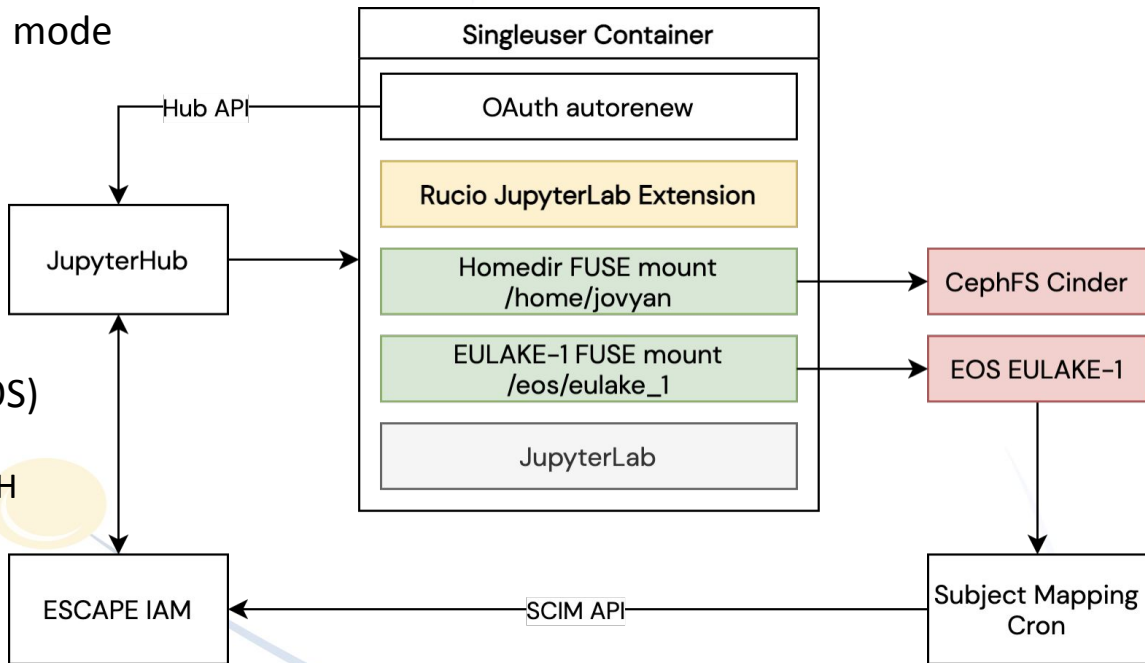 mode
Singleuser Container
Hub API
OAuth autorenew
Rucio JupyterLab Extension
JupyterHub
Homedir FUSE mount
/home/jovyan
CephFS Cinder
EULAKE-1 FUSE mount
/eos/eulake_1
EOS EULAKE-1
JupyterLab
ESCAPE IAM
SCIM API
Subject Mapping
Cron